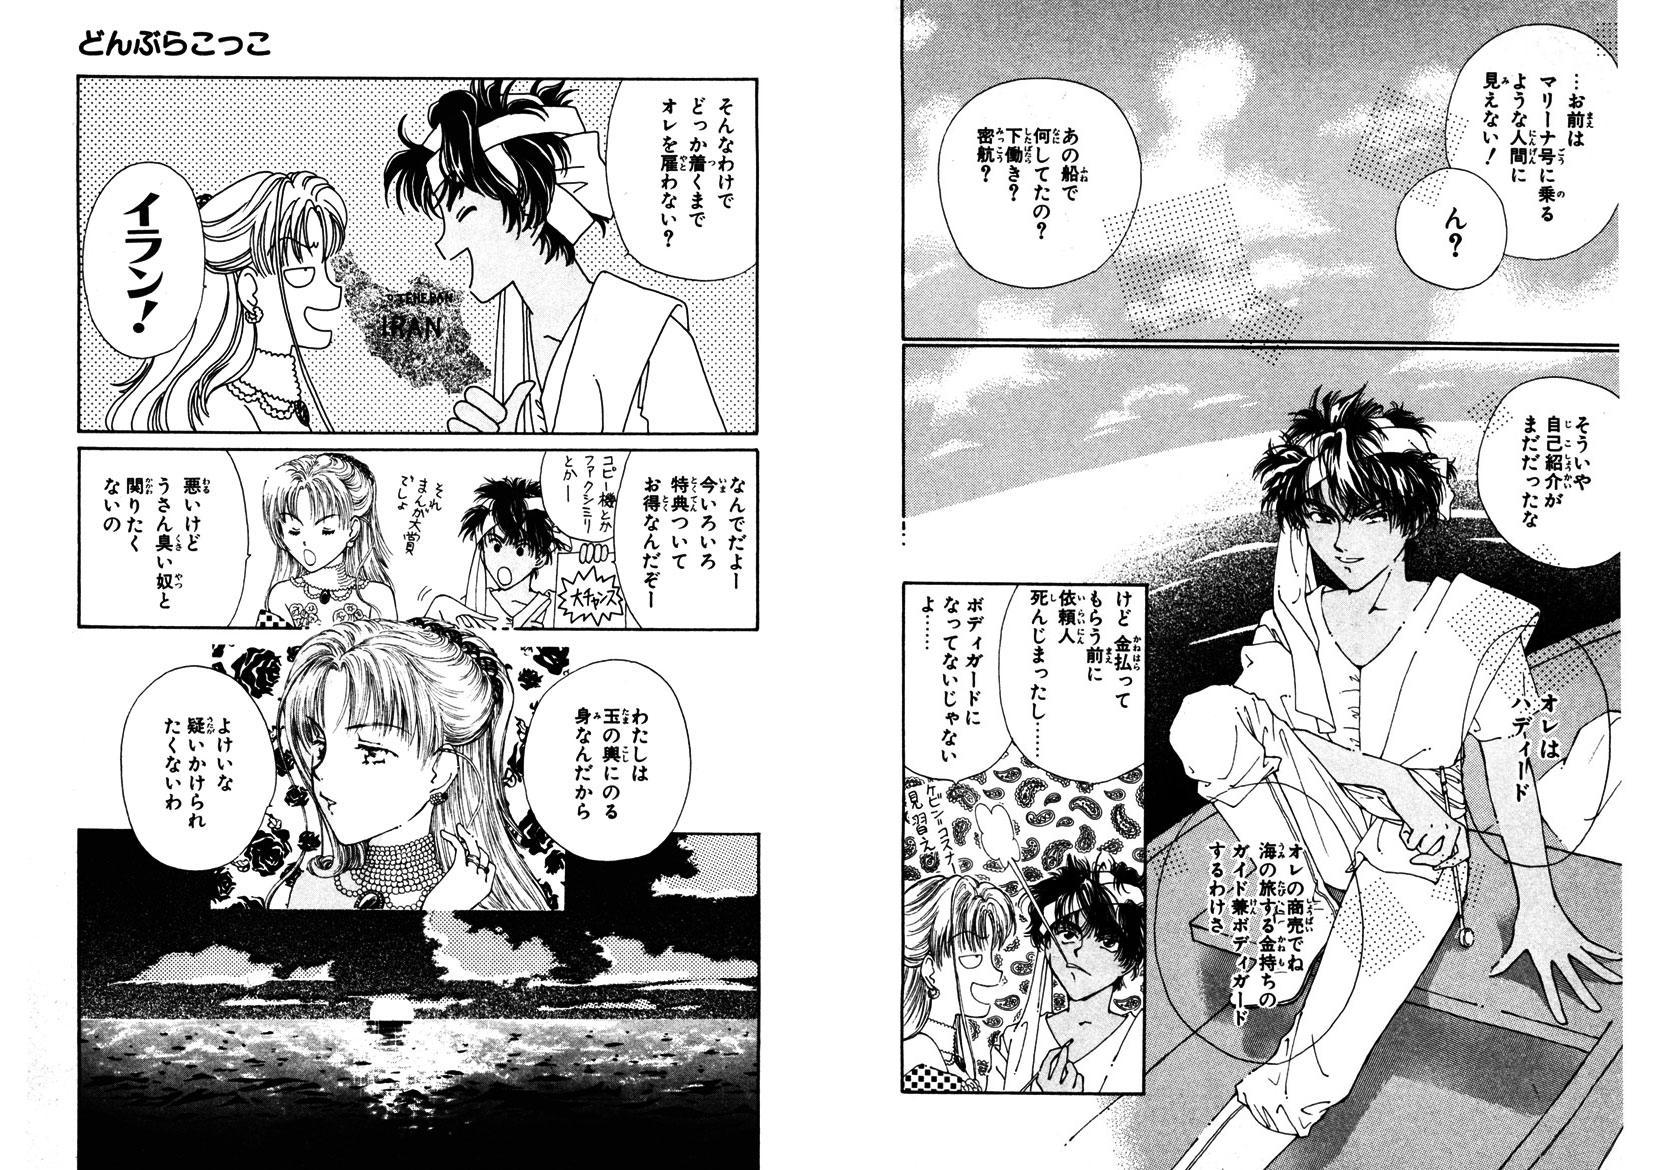 …お前は
マリーナ号に乗る
ような人間に
見えない！
ん？
あの船で
何してたの？
下働き？
密航？
そういや
自己紹介が
まだだったな
オレは
ハディード
オレの商売でね
海の旅する金持ちの
ガイド兼ボディガード
するわけさ
けど金払って
もらう前に
依頼人
死んじまったし……
ボディガードに
なってないじゃない
よ……
ケビン・コスナー
見習え
どんぶらこっこ
そんなわけで
どっか着くまで
オレを雇わない？
イラン！
IRAN
なんでだよー
今いろいろ
特典ついて
お得なんだぞー
コピー機とか
ファクシミリ
とかー
大チャンス
それ
まんが大賞
でしょ
悪いけど
うさん臭い奴と
関りたく
ないの
わたしは
玉の輿にのる
身なんだから
よけいな
疑いかけられ
たくないわ